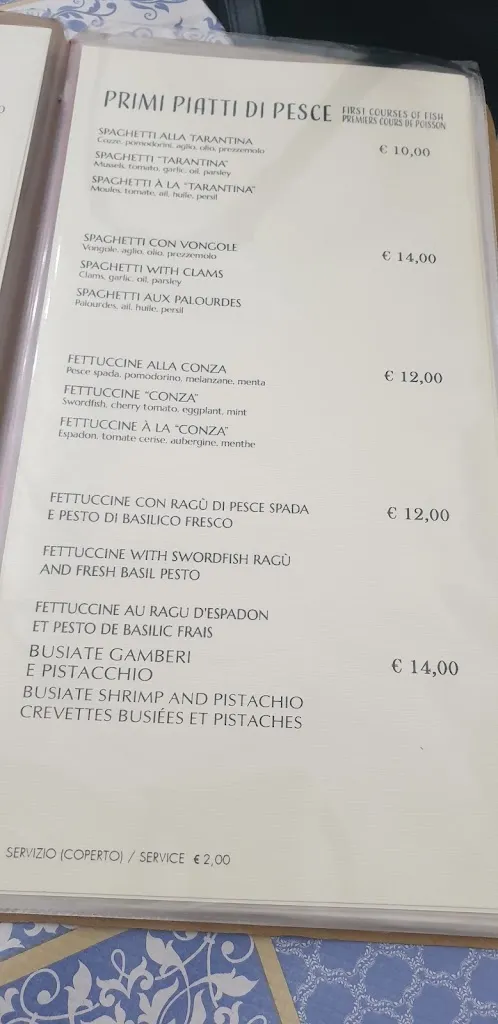 PRIMI PIATTI DI PESCE FIRST COURSES OF FISH
PREMIERS COURS DE POISSON
SPAGHETTI ALLA TARANTINA € 10,00
Cozze, pomodorini, aglio, olio, prezzemolo
SPAGHETTI "TARANTINA"
Mussels, tomato, garlic, oil, parsley
SPAGHETTI À LA "TARANTINA"
Moules, tomate, ail, huile, persil
SPAGHETTI CON VONGOLE € 14,00
Vongole, aglio, olio, prezzemolo
SPAGHETTI WITH CLAMS
Clams, garlic, oil, parsley
SPAGHETTI AUX PALOURDES
Palourdes, ail, huile, persil
FETTUCCINE ALLA CONZA € 12,00
Pesce spada, pomodorino, melanzane, menta
FETTUCCINE "CONZA"
Swordfish, cherry tomato, eggplant, mint
FETTUCCINE À LA "CONZA"
Espadon, tomate cerise, aubergine, menthe
FETTUCCINE CON RAGÙ DI PESCE SPADA € 12,00
E PESTO DI BASILICO FRESCO
FETTUCCINE WITH SWORDFISH RAGÙ
AND FRESH BASIL PESTO
FETTUCCINE AU RAGU D'ESPADON
ET PESTO DE BASILIC FRAIS
BUSIATE GAMBERI € 14,00
E PISTACCHIO
BUSIATE SHRIMP AND PISTACHIO
CREVETTES BUSIÉES ET PISTACHES
SERVIZIO (COPERTO) / SERVICE € 2,00